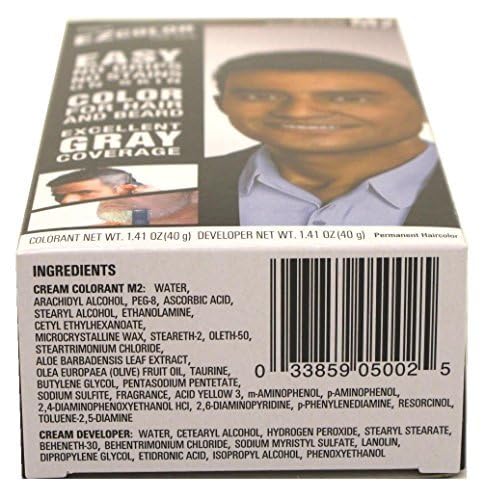 EZCOLOR
EASY
NO DRIPS
NO STAINS
COLOR
FOR HAIR
AND BEARD
EXCELLENT
GRAY
COVERAGE
COLORANT NET WT. 1.41 OZ(40 g) DEVELOPER NET WT. 1.41 OZ(40 g) Permanent Haircolor
INGREDIENTS
CREAM COLORANT M2: WATER,
ARACHIDYL ALCOHOL, PEG-8, ASCORBIC ACID,
STEARYL ALCOHOL, ETHANOLAMINE,
CETYL ETHYLHEXANOATE,
MICROCRYSTALLINE WAX, STEARETH-2, OLETH-50,
STEARTRIMONIUM CHLORIDE,
ALOE BARBADENSIS LEAF EXTRACT,
OLEA EUROPAEA (OLIVE) FRUIT OIL, TAURINE,
BUTYLENE GLYCOL, PENTASODIUM PENTETATE,
SODIUM SULFITE, FRAGRANCE, ACID YELLOW 3, m-AMINOPHENOL, p-AMINOPHENOL,
2,4-DIAMINOPHENOXYETHANOL HCl, 2,6-DIAMINOPYRIDINE, p-PHENYLENEDIAMINE, RESORCINOL,
TOLUENE-2,5-DIAMINE
CREAM DEVELOPER: WATER, CETEARYL ALCOHOL, HYDROGEN PEROXIDE, STEARYL STEARATE,
BEHENETH-30, BEHENTRIMONIUM CHLORIDE, SODIUM MYRISTYL SULFATE, LANOLIN,
DIPROPYLENE GLYCOL, ETIDRONIC ACID, ISOPROPYL ALCOHOL, PHENOXYETHANOL
0 33859 05002 5